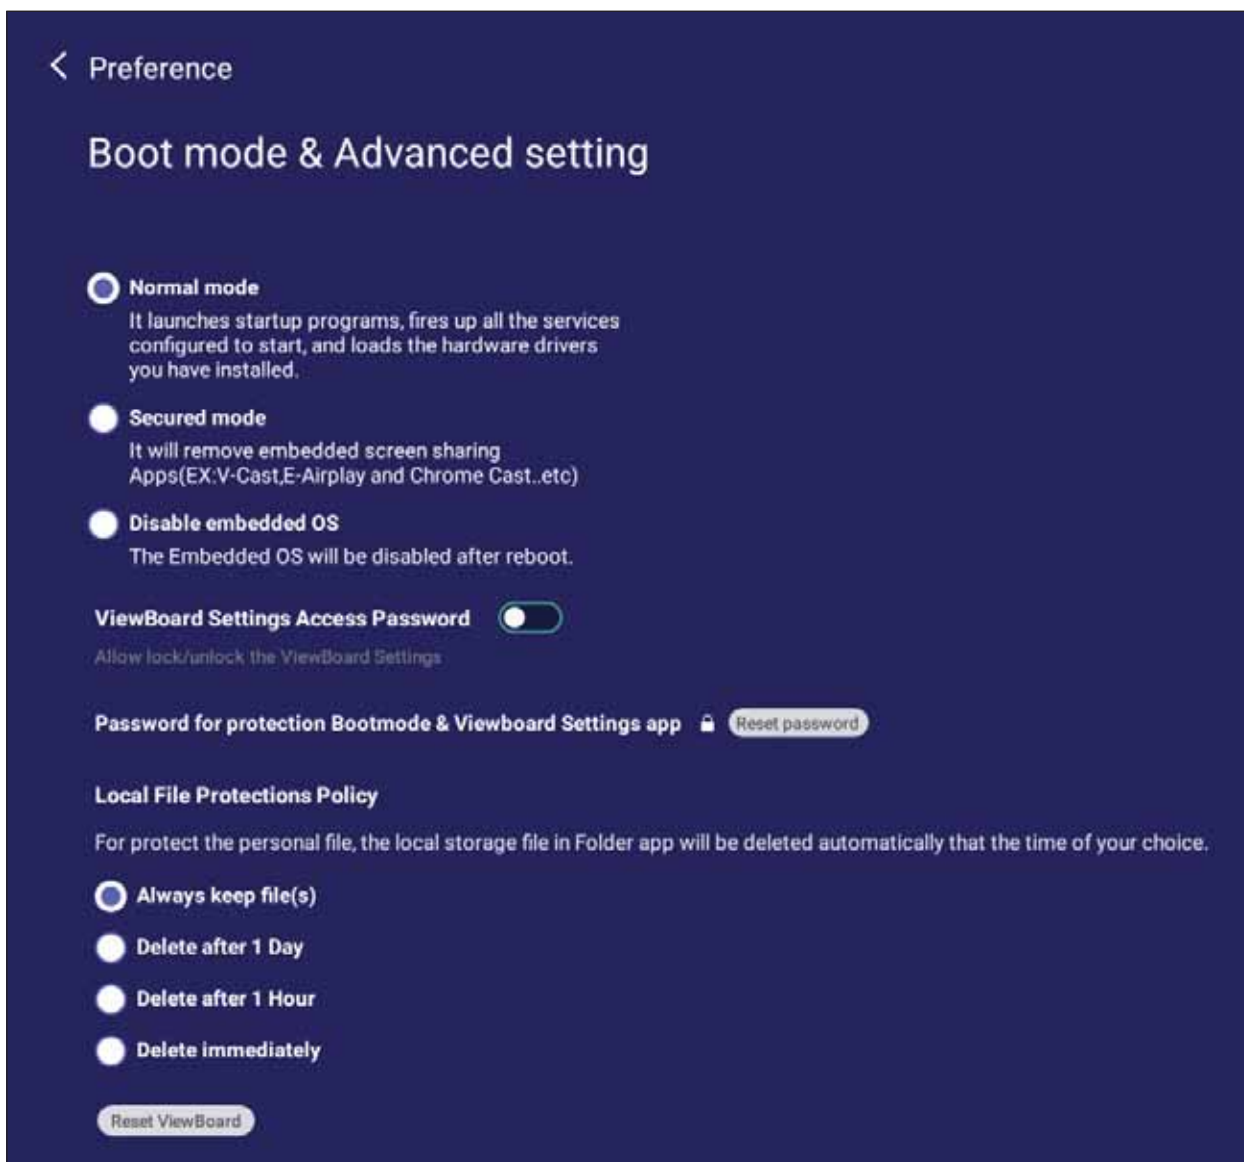 Preference
Boot mode & Advanced setting
Normal mode
It launches startup programs, fires up all the services
configured to start, and loads the hardware drivers
you have installed.
Secured mode
It will remove embedded screen sharing
Apps(EX:V-Cast,E-Airplay and Chrome Cast..etc)
Disable embedded OS
The Embedded OS will be disabled after reboot.
ViewBoard Settings Access Password
Allow lock/unlock the ViewBoard Settings
Password for protection Bootmode & Viewboard Settings app Reset password
Local File Protections Policy
For protect the personal file, the local storage file in Folder app will be deleted automatically that the time of your choice.
Always keep file(s)
Delete after 1 Day
Delete after 1 Hour
Delete immediately
Reset ViewBoard